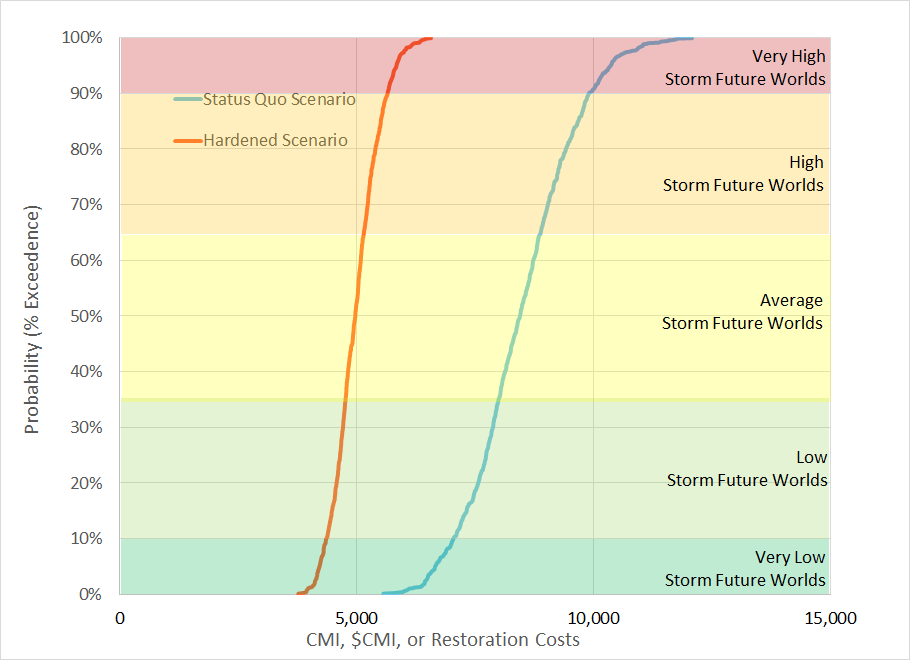 100%
90%
80%
70%
60%
50%
40%
30%
20%
10%
0%
Probability (% Exceedence)
Status Quo Scenario
Hardened Scenario
Very High
Storm Future Worlds
High
Storm Future Worlds
Average
Storm Future Worlds
Low
Storm Future Worlds
Very Low
Storm Future Worlds
0
5,000
10,000
15,000
CMI, $CMI, or Restoration Costs